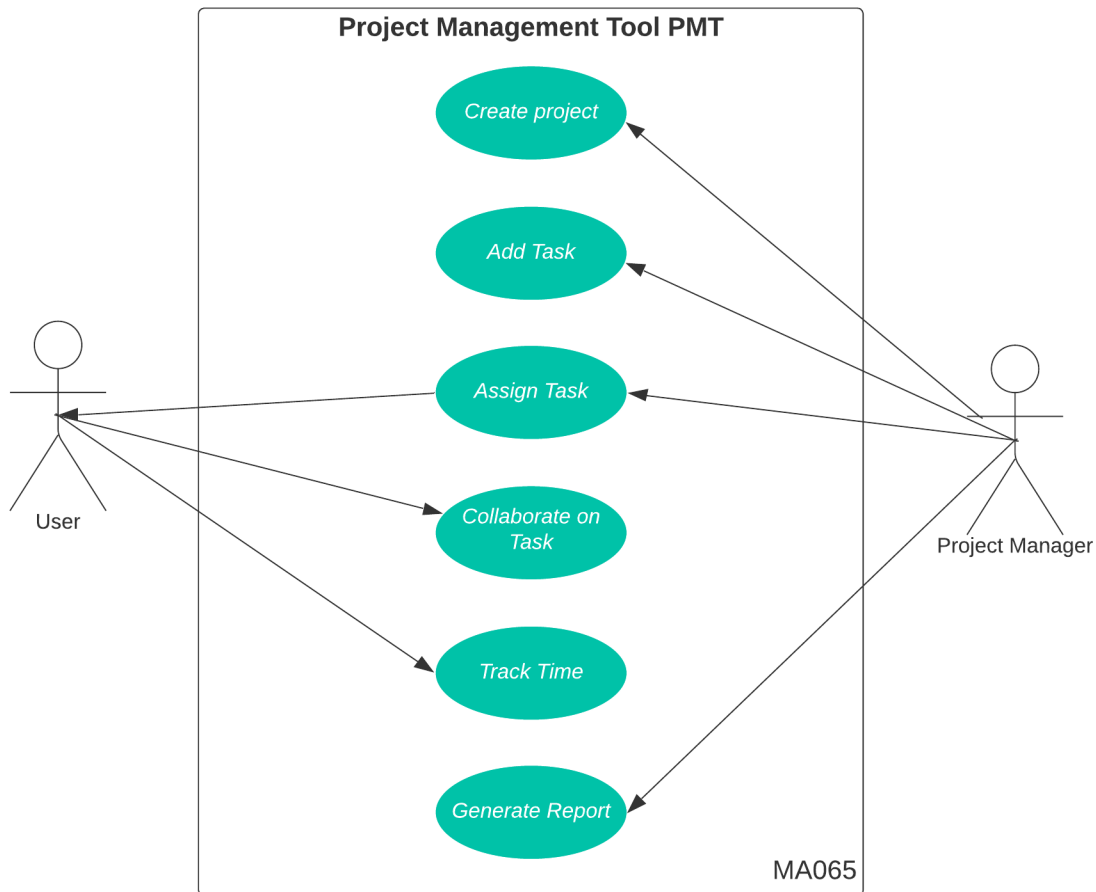 Project Management Tool PMT
Create project
Add Task
Assign Task
Collaborate on
Task
Track Time
Generate Report
User
Project Manager
MA065